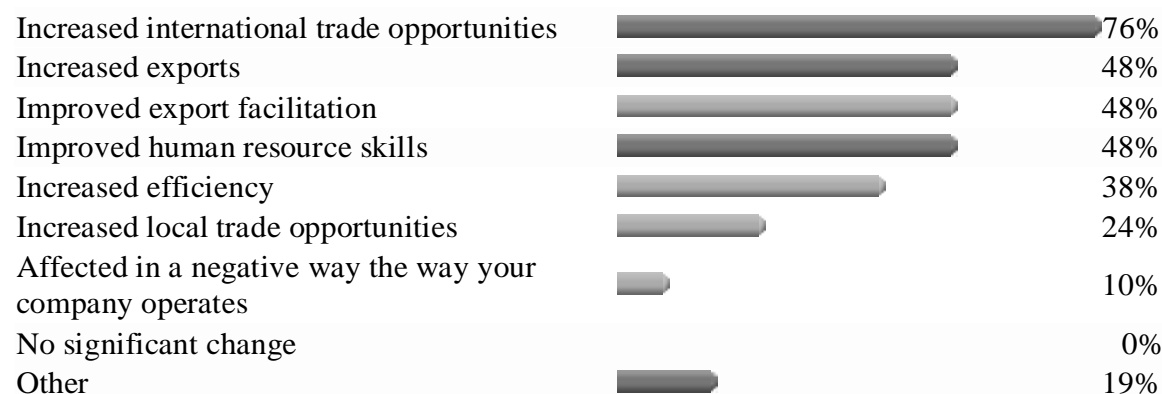 Increased international trade opportunities 76%
Increased exports 48%
Improved export facilitation 48%
Improved human resource skills 48%
Increased efficiency 38%
Increased local trade opportunities 24%
Affected in a negative way the way your
company operates 10%
No significant change 0%
Other 19%